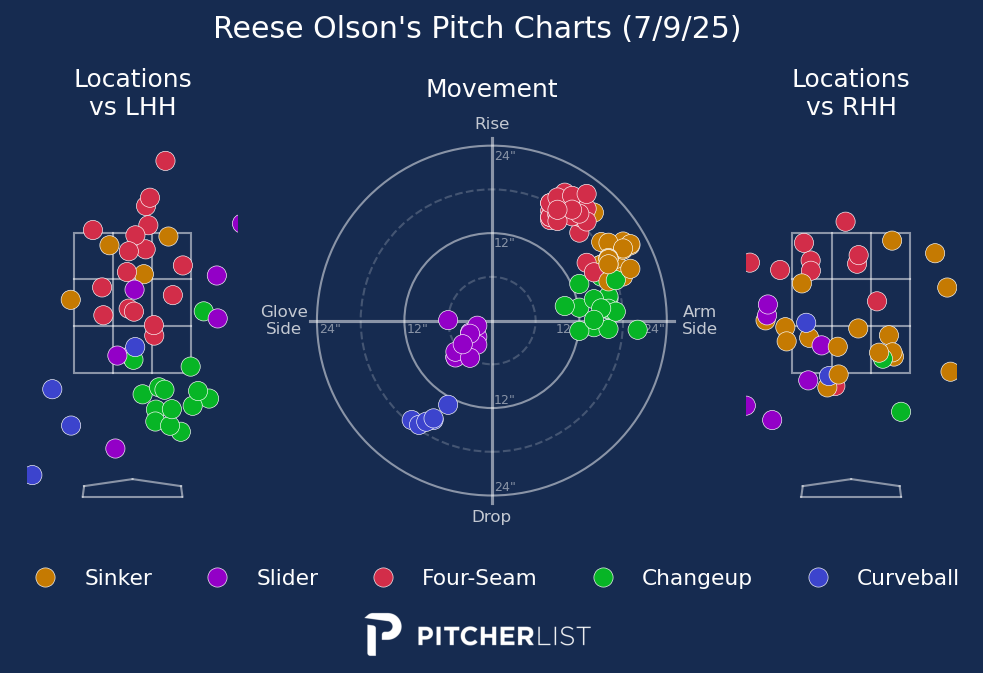 Reese Olson's Pitch Charts (7/9/25)
Locations
vs LHH
Movement
Locations
vs RHH
Rise
24"
12"
Glove
Side
24"
12"
12"
24"
Arm
Side
12"
24"
Drop
Sinker
Slider
Four-Seam
Changeup
Curveball
PITCHERLIST